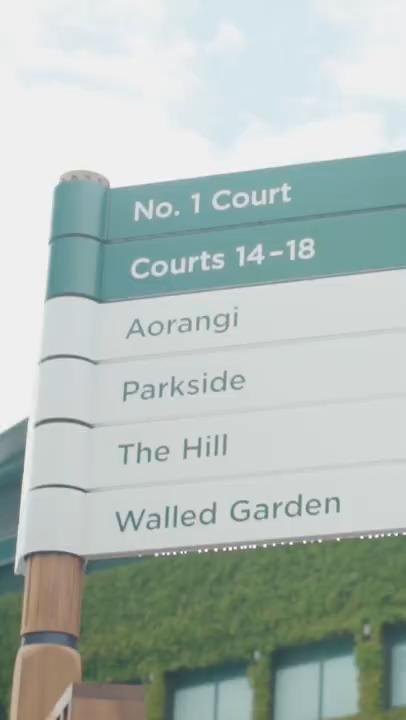 No. 1 Court
Courts 14-18
Aorangi
Parkside
The Hill
Walled Garden